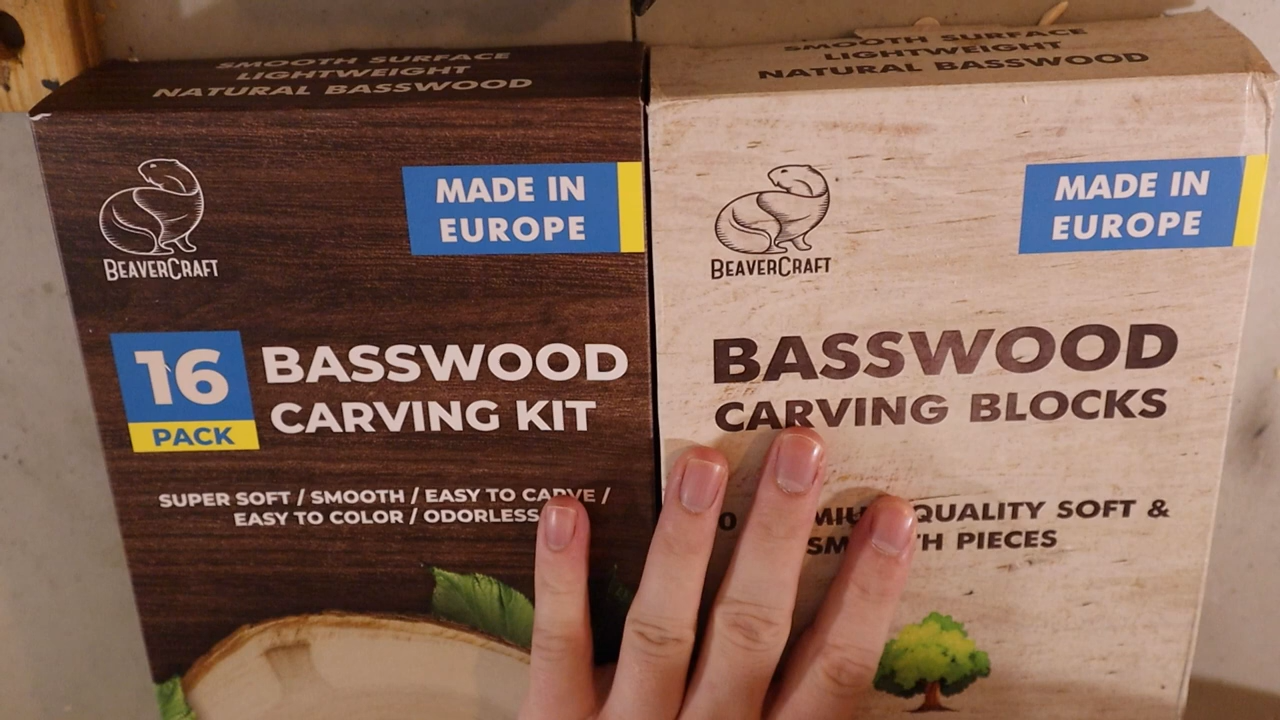 SMOOTH SURFACE
LIGHTWEIGHT
NATURAL BASSWOOD
BEAVERCRAFT
MADE IN
EUROPE
16
PACK
BASSWOOD
CARVING KIT
SUPER SOFT / SMOOTH / EASY TO CARVE /
EASY TO COLOR / ODORLESS
SMOOTH SURFACE
LIGHTWEIGHT
NATURAL BASSWOOD
BEAVERCRAFT
MADE IN
EUROPE
BASSWOOD
CARVING BLOCKS
QUALITY SOFT &
PIECES